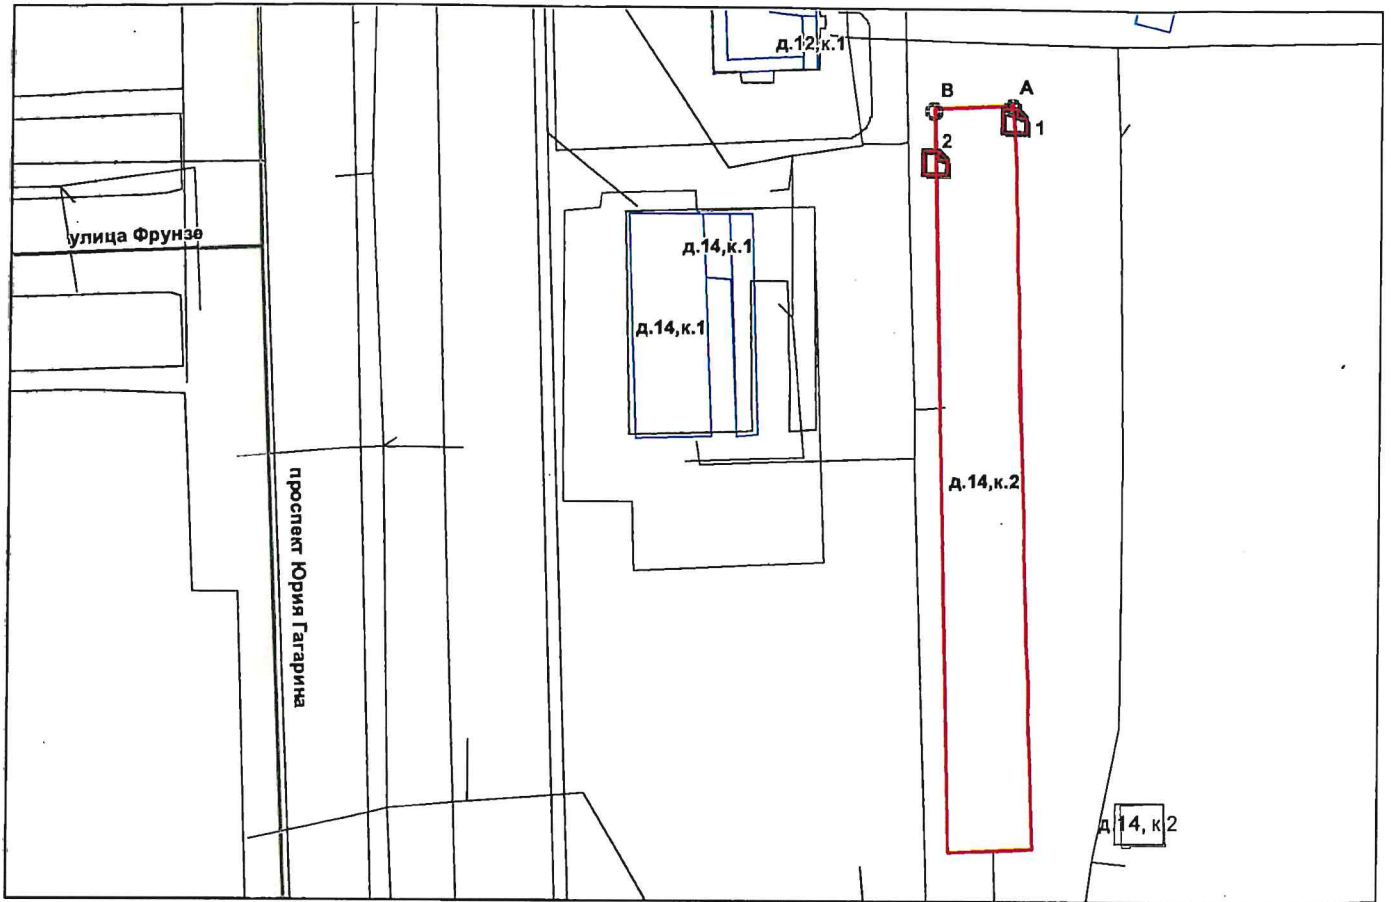 д.12,к.1
В
А
1
2
улица Фрунзе
д.14,к.1
д.14,к.1
проспект Юрия Гагарина
д.14,к.2
д.14, к.2